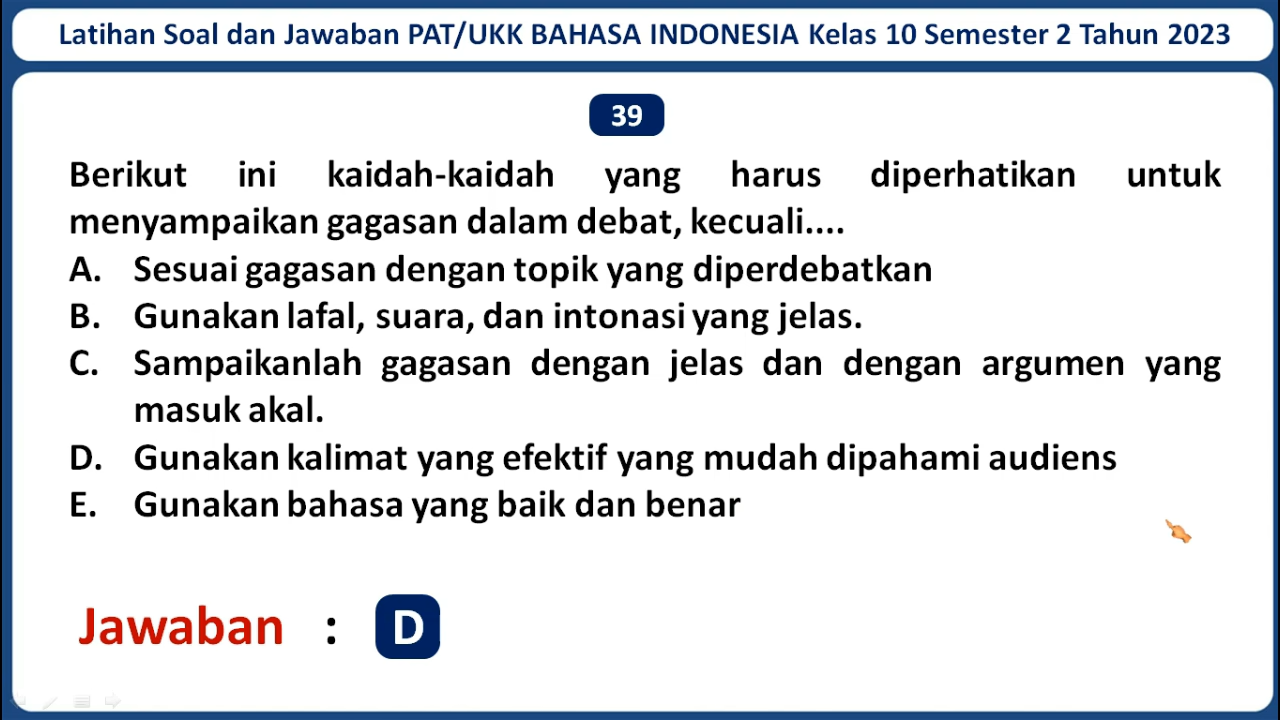 Latihan Soal dan Jawaban PAT/UKK BAHASA INDONESIA Kelas 10 Semester 2 Tahun 2023
39
Berikut ini kaidah-kaidah yang harus diperhatikan untuk
menyampaikan gagasan dalam debat, kecuali....
A. Sesuai gagasan dengan topik yang diperdebatkan
B. Gunakan lafal, suara, dan intonasi yang jelas.
C. Sampaikanlah gagasan dengan jelas dan dengan argumen yang
masuk akal.
D. Gunakan kalimat yang efektif yang mudah dipahami audiens
E. Gunakan bahasa yang baik dan benar
Jawaban : D